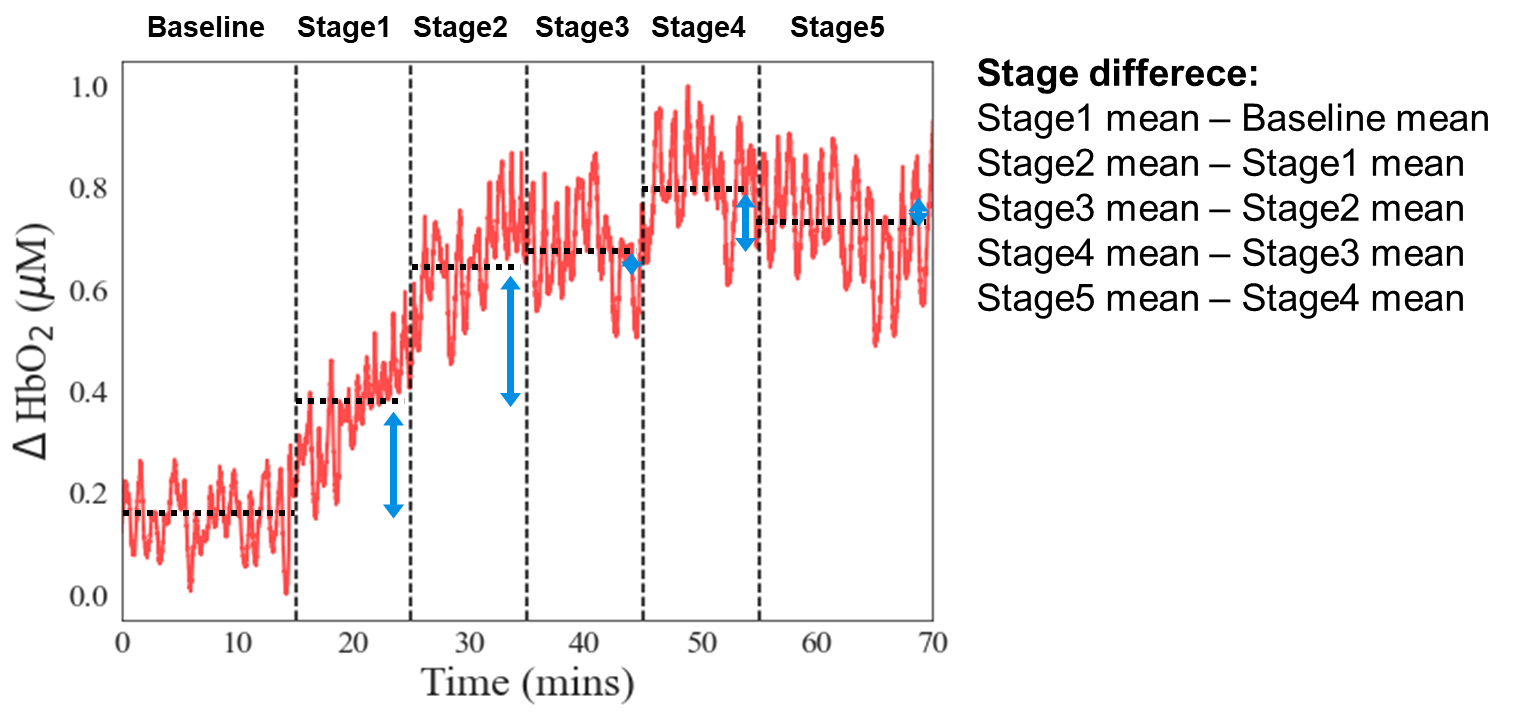 Baseline Stage1 Stage2 Stage3 Stage4 Stage5
Stage differece:
Stage1 mean – Baseline mean
Stage2 mean – Stage1 mean
Stage3 mean – Stage2 mean
Stage4 mean – Stage3 mean
Stage5 mean – Stage4 mean
Δ HbO₂ (μM)
1.0
0.8
0.6
0.4
0.2
0.0
0 10 20 30 40 50 60 70
Time (mins)